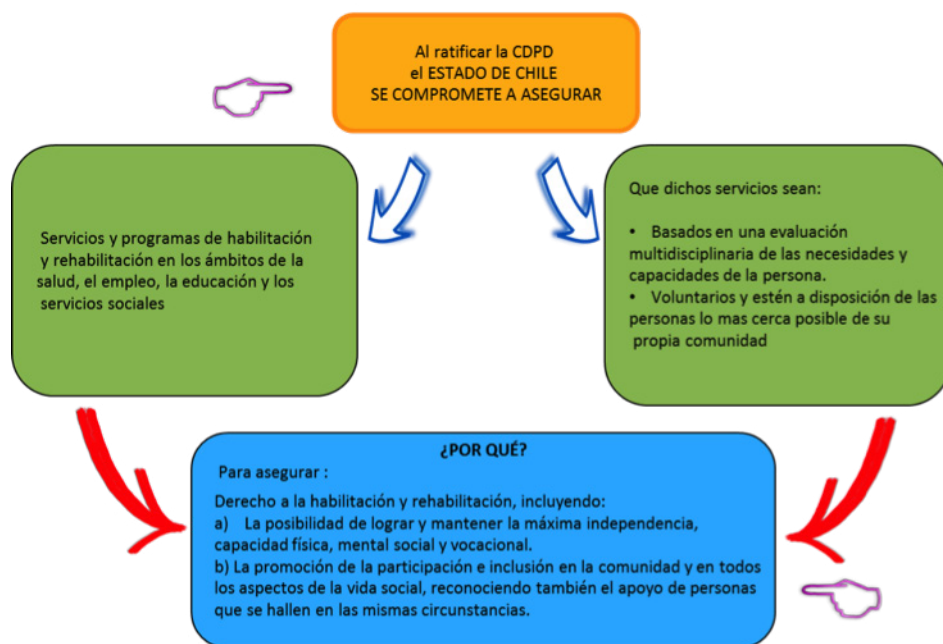 Al ratificar la CDPD
el ESTADO DE CHILE
SE COMPROMETE A ASEGURAR
Servicios y programas de habilitación
y rehabilitación en los ámbitos de la
salud, el empleo, la educación y los
servicios sociales
Que dichos servicios sean:
• Basados en una evaluación
multidisciplinaria de las necesidades y
capacidades de la persona.
• Voluntarios y estén a disposición de las
personas lo mas cerca posible de su
propia comunidad
¿POR QUÉ?
Para asegurar :
Derecho a la habilitación y rehabilitación, incluyendo:
a) La posibilidad de lograr y mantener la máxima independencia,
capacidad física, mental social y vocacional.
b) La promoción de la participación e inclusión en la comunidad y en todos
los aspectos de la vida social, reconociendo también el apoyo de personas
que se hallen en las mismas circunstancias.